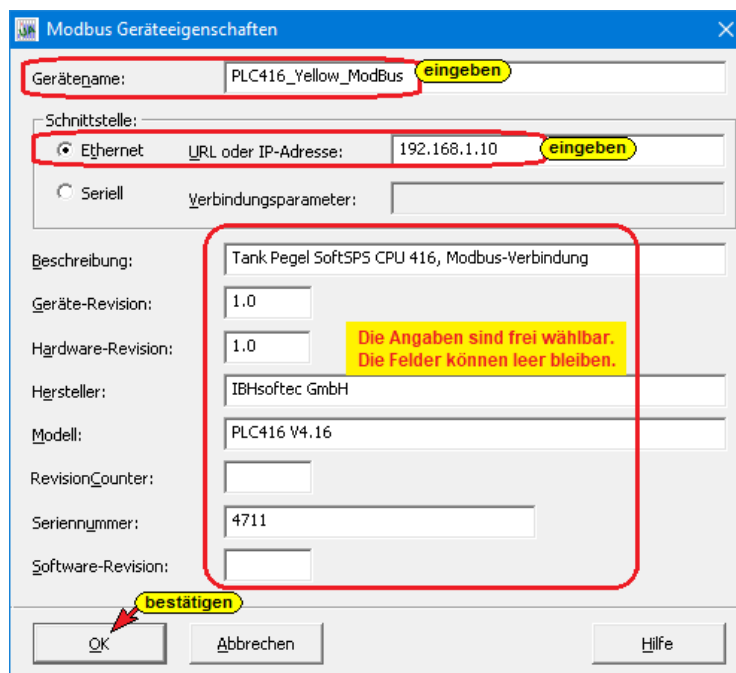 Modbus Geräteeigenschaften
Gerätename: PLC416_Yellow_ModBus eingeben
Schnittstelle:
Ethernet URL oder IP-Adresse: 192.168.1.10 eingeben
Seriell Verbindungsparameter:
Beschreibung: Tank Pegel SoftSPS CPU 416, Modbus-Verbindung
Geräte-Revision: 1.0
Hardware-Revision: 1.0
Die Angaben sind frei wählbar.
Die Felder können leer bleiben.
Hersteller: IBHsoftec GmbH
Modell: PLC416 V4.16
RevisionCounter:
Seriennummer: 4711
Software-Revision:
bestätigen
OK Abbrechen Hilfe